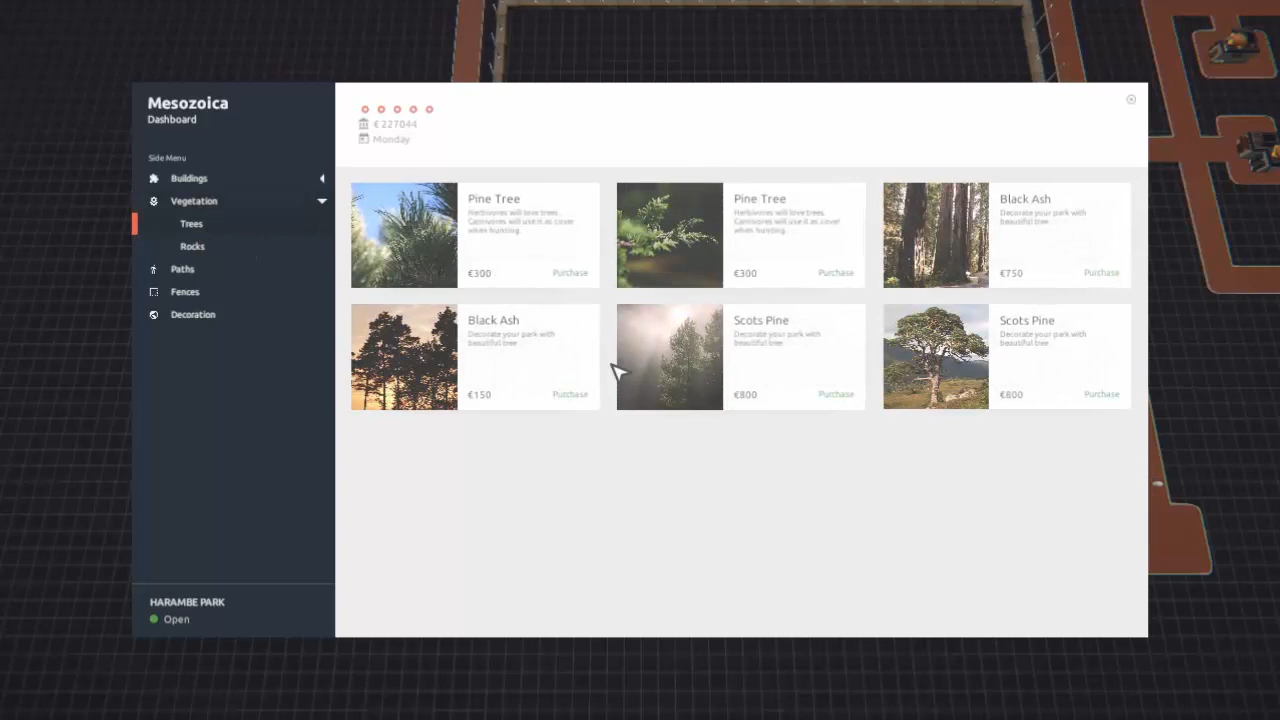 Mesozoica
Dashboard
Side Menu
Buildings
Vegetation
Trees
Rocks
Paths
Fences
Decoration
HARAMBE PARK
Open
€ 227044
Monday
Pine Tree
Herbivores will love trees.
Carnivores will use it as cover
when hunting.
€300 Purchase
Pine Tree
Herbivores will love trees.
Carnivores will use it as cover
when hunting.
€300 Purchase
Black Ash
Decorate your park with
beautiful tree
€750 Purchase
Black Ash
Decorate your park with
beautiful tree
€150 Purchase
Scots Pine
Decorate your park with
beautiful tree
€800 Purchase
Scots Pine
Decorate your park with
beautiful tree
€800 Purchase